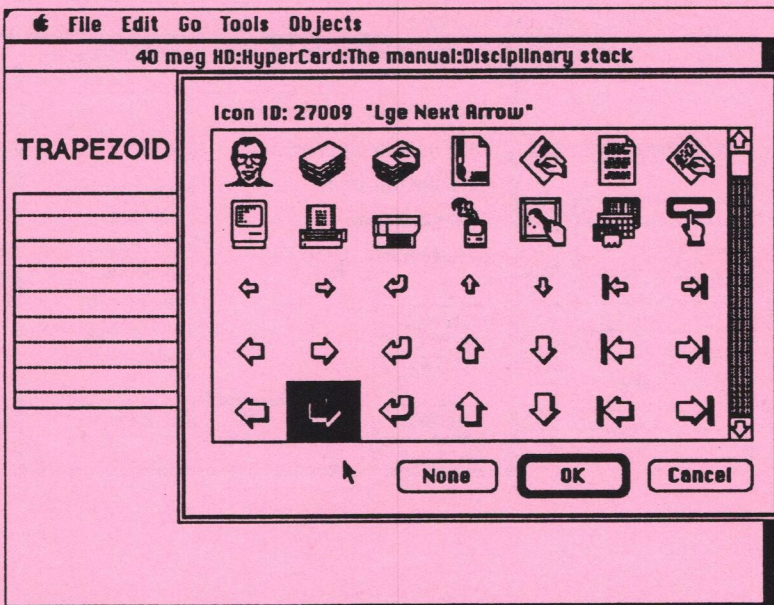 File Edit Go Tools Objects
40 meg HD:HyperCard:The manual:Disciplinary stack
Icon ID: 27009 "Lge Next Arrow"
TRAPEZOID
None OK Cancel